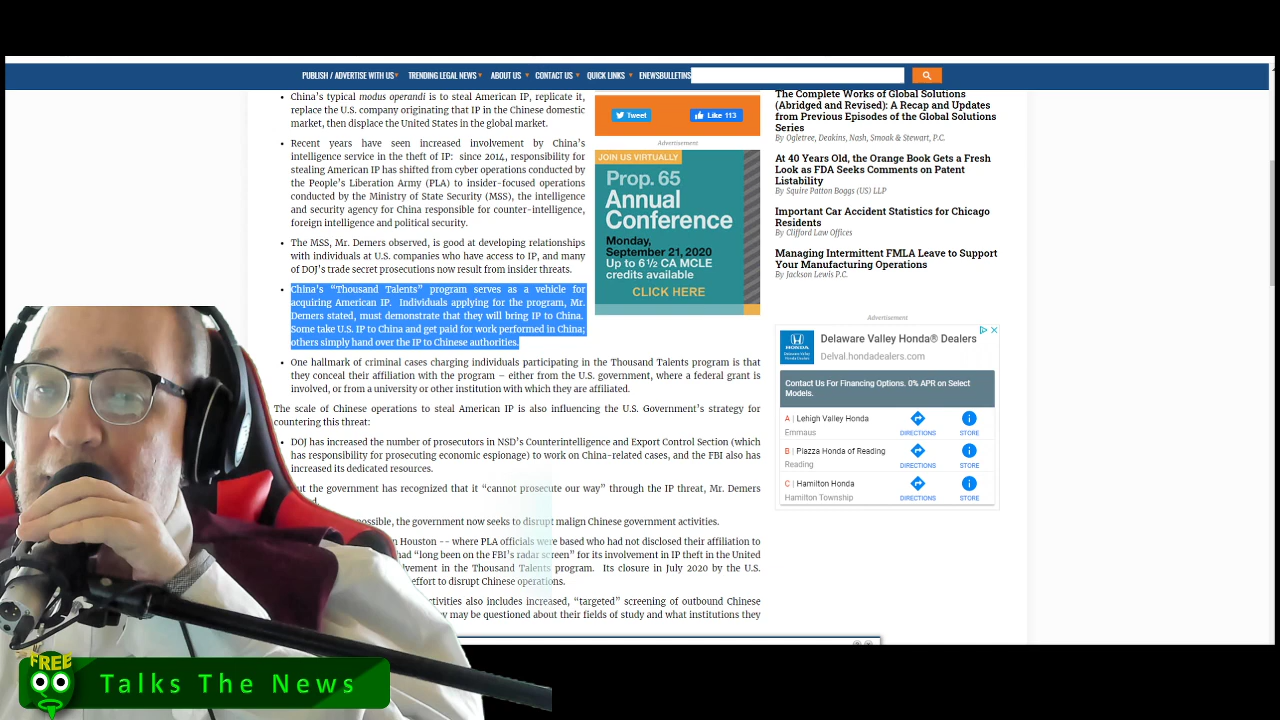 PUBLISH / ADVERTISE WITH US TRENDING LEGAL NEWS ABOUT US CONTACT US QUICK LINKS ENEWSBULLETINS
China's typical modus operandi is to steal American IP, replicate it,
replace the U.S. company originating that IP in the Chinese domestic
market, then displace the United States in the global market.
Recent years have seen increased involvement by China's
intelligence service in the theft of IP: since 2014, responsibility for
stealing American IP has shifted from cyber operations conducted by
the People's Liberation Army (PLA) to insider-focused operations
conducted by the Ministry of State Security (MSS), the intelligence
and security agency for China responsible for counter-intelligence,
foreign intelligence and political security.
The MSS, Mr. Demers observed, is good at developing relationships
with individuals at U.S. companies who have access to IP, and many
of DOJ's trade secret prosecutions now result from insider threats.
China's "Thousand Talents" program serves as a vehicle for
acquiring American IP. Individuals applying for the program, Mr.
Demers stated, must demonstrate that they will bring IP to China.
Some take U.S. IP to China and get paid for work performed in China;
others simply hand over the IP to Chinese authorities.
One hallmark of criminal cases charging individuals participating in the Thousand Talents program is that
they conceal their affiliation with the program – either from the U.S. government, where a federal grant is
involved, or from a university or other institution with which they are affiliated.
The scale of Chinese operations to steal American IP is also influencing the U.S. Government's strategy for
countering this threat:
DOJ has increased the number of prosecutors in NSD's Counterintelligence and Export Control Section (which
has responsibility for prosecuting economic espionage) to work on China-related cases, and the FBI also has
increased its dedicated resources.
the government has recognized that it "cannot prosecute our way" through the IP threat, Mr. Demers
the government now seeks to disrupt malign Chinese government activities.
in Houston -- where PLA officials were based who had not disclosed their affiliation to
had "long been on the FBI's radar screen" for its involvement in IP theft in the United
in the Thousand Talents program. Its closure in July 2020 by the U.S.
effort to disrupt Chinese operations.
also includes increased, "targeted" screening of outbound Chinese
may be questioned about their fields of study and what institutions they
Tweet Like 113
Advertisement
JOIN US VIRTUALLY
Prop. 65
Annual
Conference
Monday,
September 21, 2020
Up to 6 ½ CA MCLE
credits available
CLICK HERE
The Complete Works of Global Solutions
(Abridged and Revised): A Recap and Updates
from Previous Episodes of the Global Solutions
Series
By Ogletree, Deakins, Nash, Smoak & Stewart, P.C.
At 40 Years Old, the Orange Book Gets a Fresh
Look as FDA Seeks Comments on Patent
Listability
By Squire Patton Boggs (US) LLP
Important Car Accident Statistics for Chicago
Residents
By Clifford Law Offices
Managing Intermittent FMLA Leave to Support
Your Manufacturing Operations
By Jackson Lewis P.C.
Advertisement
HONDA
Delaware Valley Honda® Dealers
Delval.hondadealers.com
Contact Us For Financing Options. 0% APR on Select
Models.
A | Lehigh Valley Honda
Emmaus
DIRECTIONS STORE
B | Piazza Honda of Reading
Reading
DIRECTIONS STORE
C | Hamilton Honda
Hamilton Township
DIRECTIONS STORE
FREE
Talks The News